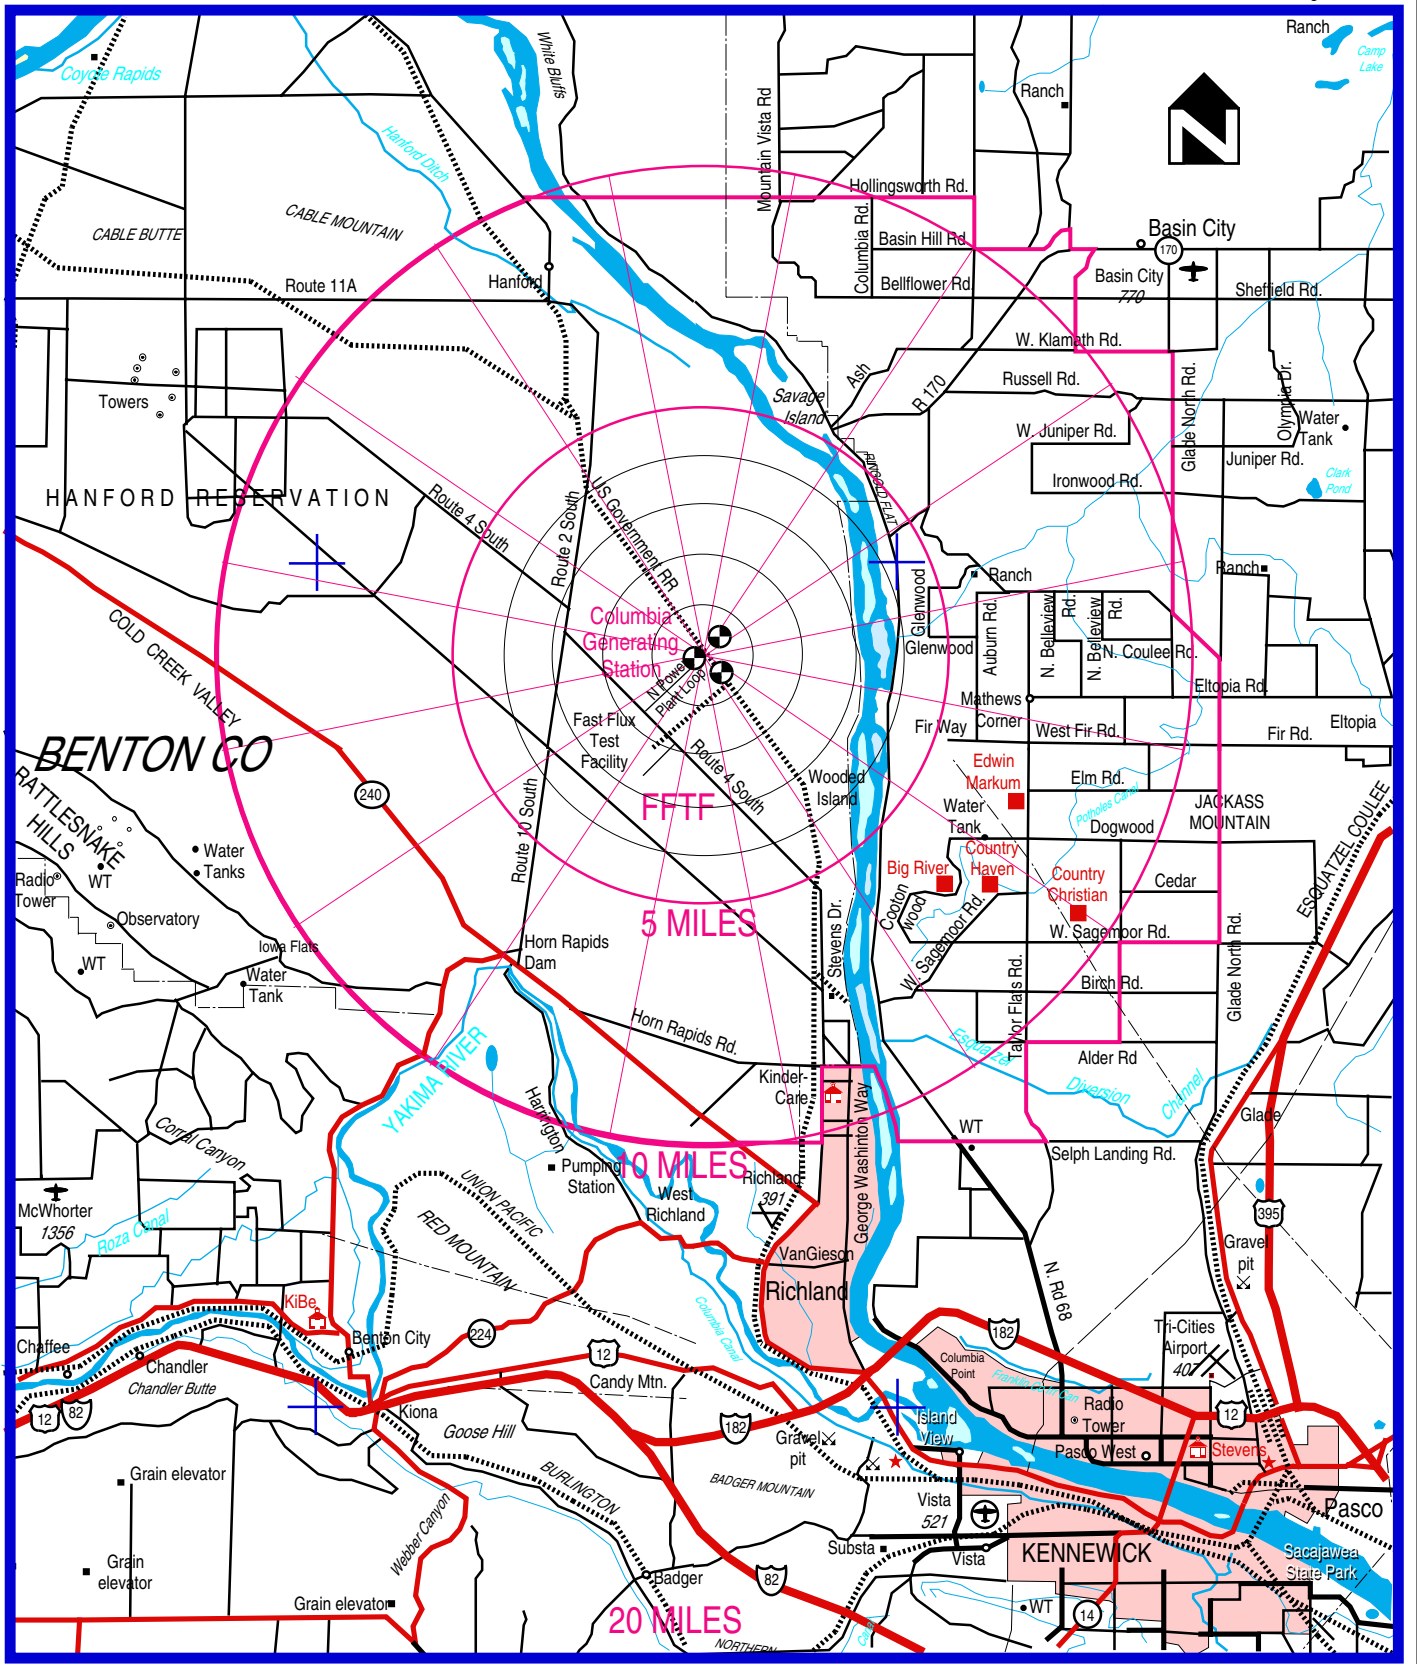 Ranch
Camp
Lake
Coyote Rapids
White Bluffs
Mountain Vista Rd
Ranch
N
Hanford Ditch
Hollingsworth Rd.
CABLE MOUNTAIN
CABLE BUTTE
Columbia Rd.
Basin Hill Rd
Basin City
170
Route 11A
Hanford
Bellflower Rd.
Basin City
770
Sheffield Rd.
W. Klamath Rd.
Towers
Ash
R 170
Russell Rd.
Savage
Island
Glade North Rd.
Olympia Dr.
Water
Tank
W. Juniper Rd.
Juniper Rd.
RINGOLD FLAT
Ironwood Rd.
Clark
Pond
HANFORD RESERVATION
Route 4 South
Route 2 South
US Government RR
Ranch
Ranch
Columbia
Generating
Station
Glenwood
Glenwood
Auburn Rd.
N. Belleview
Rd.
N. Belleview
Rd.
N. Coulee Rd.
COLD CREEK VALLEY
N Power
Plant Loop
Mathews
Corner
Eltopia Rd.
Fast Flux
Test
Facility
Route 4 South
Fir Way
West Fir Rd.
Fir Rd.
Eltopia
BENTON CO
RATTLESNAKE
HILLS
240
Route 10 South
FFTF
Wooded
Island
Edwin
Markum
Elm Rd.
Potholes Canal
JACKASS
MOUNTAIN
Water
Tank
Dogwood
ESQUATZEL COULEE
Water
Tanks
WT
Radio
Tower
Big River
Country
Haven
Country
Christian
Cedar
Observatory
5 MILES
Cooton
wood
W. Sagemoor Rd.
W. Sagemoor Rd.
Iowa Flats
Horn Rapids
Dam
Stevens Dr.
WT
Water
Tank
Taylor Flats Rd.
Birch Rd.
Glade North Rd.
Horn Rapids Rd.
YAKIMA RIVER
Esquatzel
Diversion
Channel
Alder Rd
Kinder-
Care
George Washinton Way
Harrington
Corral Canyon
WT
Glade
Selph Landing Rd.
10 MILES
Pumping
Station
UNION PACIFIC
Richland
391
West
Richland
McWhorter
1356
Roza Canal
RED MOUNTAIN
395
Gravel
pit
VanGiesen
Richland
N. Rd 68
KiBe
Columbia Canal
224
Benton City
182
Tri-Cities
Airport
407
Chaffee
Chandler
Chandler Butte
12
Candy Mtn.
Columbia
Point
Franklin Co Irr Can
12
82
Kiona
Goose Hill
182
Gravel
pit
Island
View
Radio
Tower
12
Pasco West
Stevens
Grain elevator
BURLINGTON
BADGER MOUNTAIN
Vista
521
Pasco
Webber Canyon
Substa
Vista
KENNEWICK
Sacajawea
State Park
Grain
elevator
Badger
82
Grain elevator
20 MILES
WT
14
NORTHERN